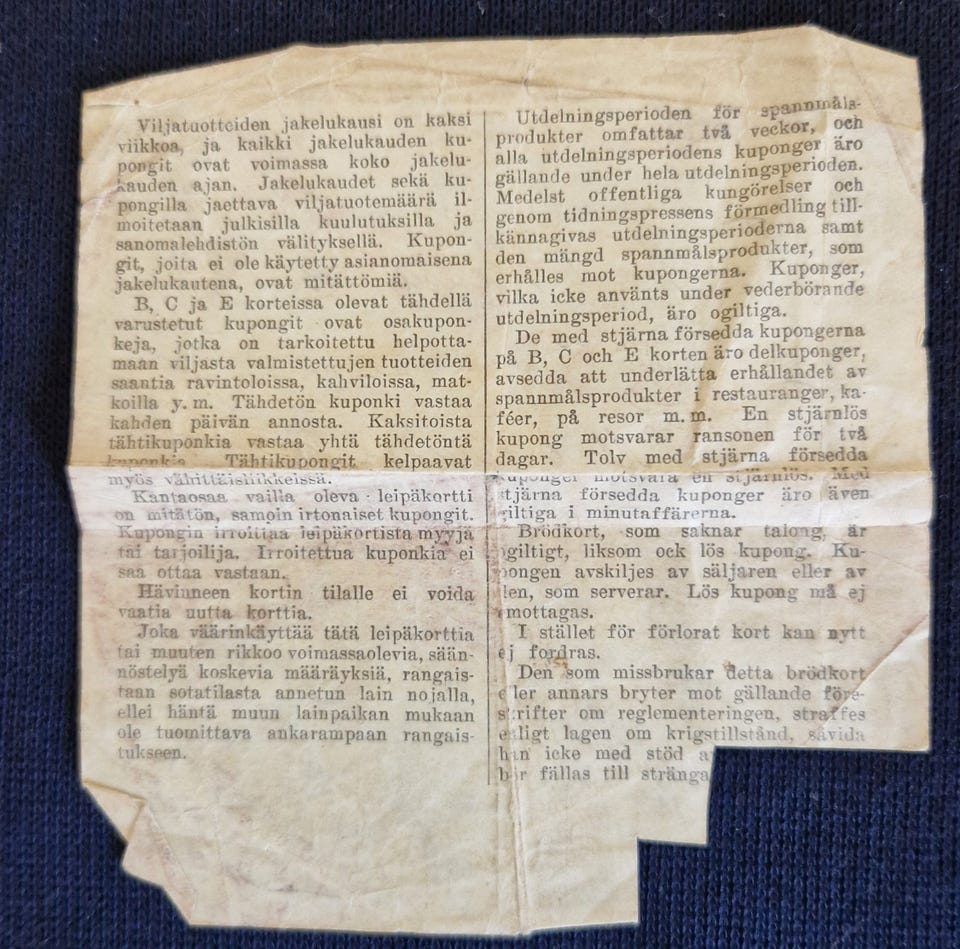 Viljatuotteiden jakelukausi on kaksi
viikkoa, ja kaikki jakelukauden ku-
pongit ovat voimassa koko jakelu-
kauden ajan. Jakelukaudet sekä ku-
pongilla jaettava viljatuotemäärä il-
moitetaan julkisilla kuulutuksilla ja
sanomalehdistön välityksellä. Kupon-
git, joita ei ole käytetty asianomaisena
jakelukautena, ovat mitättömiä.
B, C ja E korteissa olevat tähdellä
varustetut kupongit ovat osakupon-
keja, jotka on tarkoitettu helpotta-
maan viljasta valmistettujen tuotteiden
saantia ravintoloissa, kahviloissa, mat-
koilla y. m. Tähdetön kuponki vastaa
kahden päivän annosta. Kaksitoista
tähtikuponkia vastaa yhtä tähdetöntä
kuponkia. Tähtikupongit kelpaavat
myös vähittäisliikkeissä.
Kantaosaa vailla oleva leipäkortti
on mitätön, samoin irtonaiset kupongit.
Kupongin irroittaa leipäkortista myyjä
tai tarjoilija. Irroitettua kuponkia ei
saa ottaa vastaan.
Hävinneen kortin tilalle ei voida
vaatia uutta korttia.
Joka väärinkäyttää tätä leipäkorttia
tai muuten rikkoo voimassaolevia, sään-
nöstelyä koskevia määräyksiä, rangais-
taan sotatilasta annetun lain nojalla,
ellei häntä muun lainpaikan mukaan
ole tuomittava ankarampaan rangais-
tukseen.
Utdelningsperioden för spannmåls-
produkter omfattar två veckor, och
alla utdelningsperiodens kuponger äro
gällande under hela utdelningsperioden.
Medelst offentliga kungörelser och
genom tidningspressens förmedling till-
kännagivas utdelningsperioderna samt
den mängd spannmålsprodukter, som
erhålles mot kupongerna. Kuponger,
vilka icke använts under vederbörande
utdelningsperiod, äro ogiltiga.
De med stjärna försedda kupongerna
på B, C och E korten äro delkuponger,
avsedda att underlätta erhållandet av
spannmålsprodukter i restauranger, ka-
féer, på resor m. m. En stjärnlös
kupong motsvarar ransonen för två
dagar. Tolv med stjärna försedda
kuponger motsvara en stjärnlös. Med
stjärna försedda kuponger äro även
giltiga i minutaffärerna.
Brödkort, som saknar talong, är
ogiltigt, liksom ock lös kupong. Ku-
pongen avskiljes av säljaren eller av
den, som serverar. Lös kupong må ej
mottagas.
I stället för förlorat kort kan nytt
ej fordras.
Den som missbrukar detta brödkort
eller annars bryter mot gällande före-
skrifter om reglementeringen, straffes
enligt lagen om krigstillstånd, såvida
han icke med stöd
bör fällas till stränga